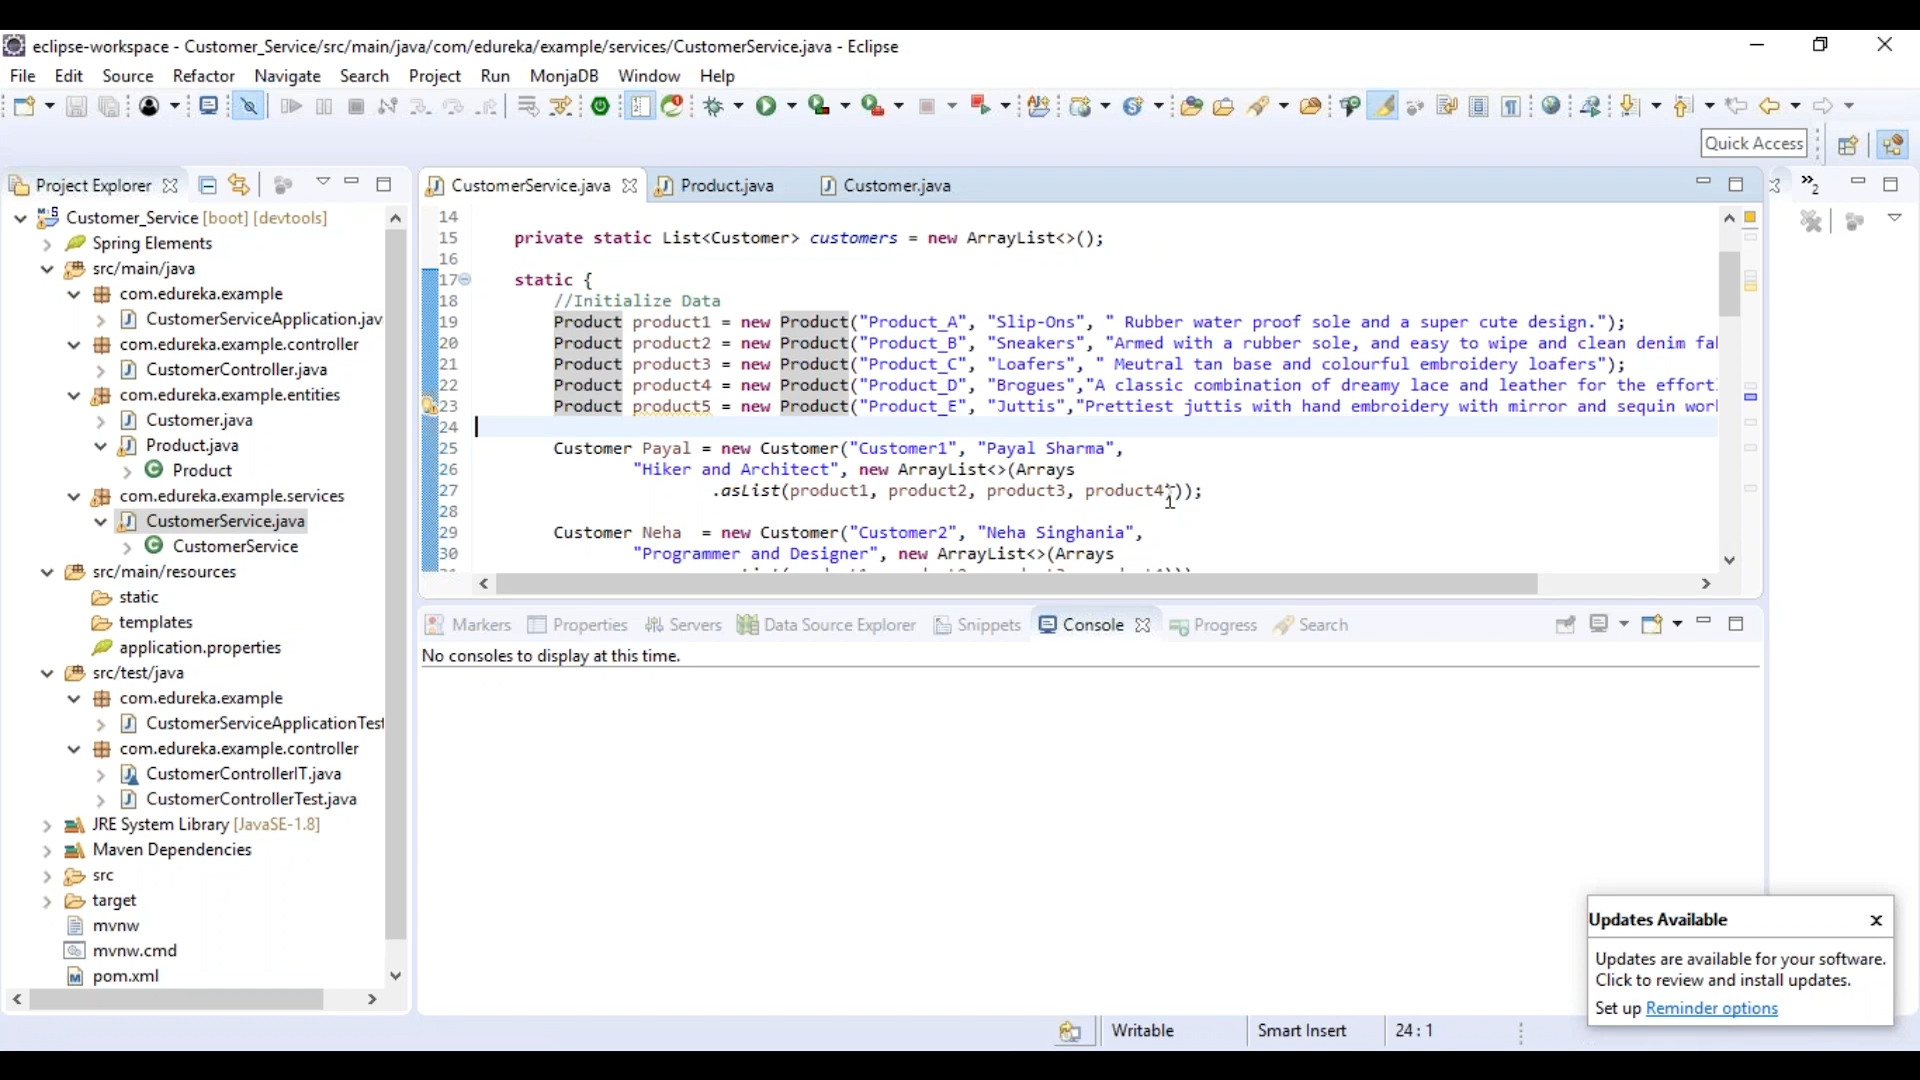 eclipse-workspace - Customer_Service/src/main/java/com/edureka/example/services/CustomerService.java - Eclipse
File Edit Source Refactor Navigate Search Project Run MonjaDB Window Help
Quick Access
Project Explorer
CustomerService.java Product.java Customer.java
2
Customer_Service [boot] [devtools]
Spring Elements
src/main/java
com.edureka.example
CustomerServiceApplication.jav
com.edureka.example.controller
CustomerController.java
com.edureka.example.entities
Customer.java
Product.java
Product
com.edureka.example.services
CustomerService.java
CustomerService
src/main/resources
static
templates
application.properties
src/test/java
com.edureka.example
CustomerServiceApplicationTest
com.edureka.example.controller
CustomerControllerIT.java
CustomerControllerTest.java
JRE System Library [JavaSE-1.8]
Maven Dependencies
src
target
mvnw
mvnw.cmd
pom.xml
14
15 private static List<Customer> customers = new ArrayList<>();
16
17 static {
18 //Initialize Data
19 Product product1 = new Product("Product_A", "Slip-Ons", " Rubber water proof sole and a super cute design.");
20 Product product2 = new Product("Product_B", "Sneakers", "Armed with a rubber sole, and easy to wipe and clean denim fa
21 Product product3 = new Product("Product_C", "Loafers", " Meutral tan base and colourful embroidery loafers");
22 Product product4 = new Product("Product_D", "Brogues","A classic combination of dreamy lace and leather for the effort
23 Product product5 = new Product("Product_E", "Juttis","Prettiest juttis with hand embroidery with mirror and sequin wor
24
25 Customer Payal = new Customer("Customer1", "Payal Sharma",
26 "Hiker and Architect", new ArrayList<>(Arrays
27 .asList(product1, product2, product3, product4)));
28
29 Customer Neha = new Customer("Customer2", "Neha Singhania",
30 "Programmer and Designer", new ArrayList<>(Arrays
Markers Properties Servers Data Source Explorer Snippets Console Progress Search
No consoles to display at this time.
Updates Available
Updates are available for your software.
Click to review and install updates.
Set up Reminder options
Writable Smart Insert 24 : 1